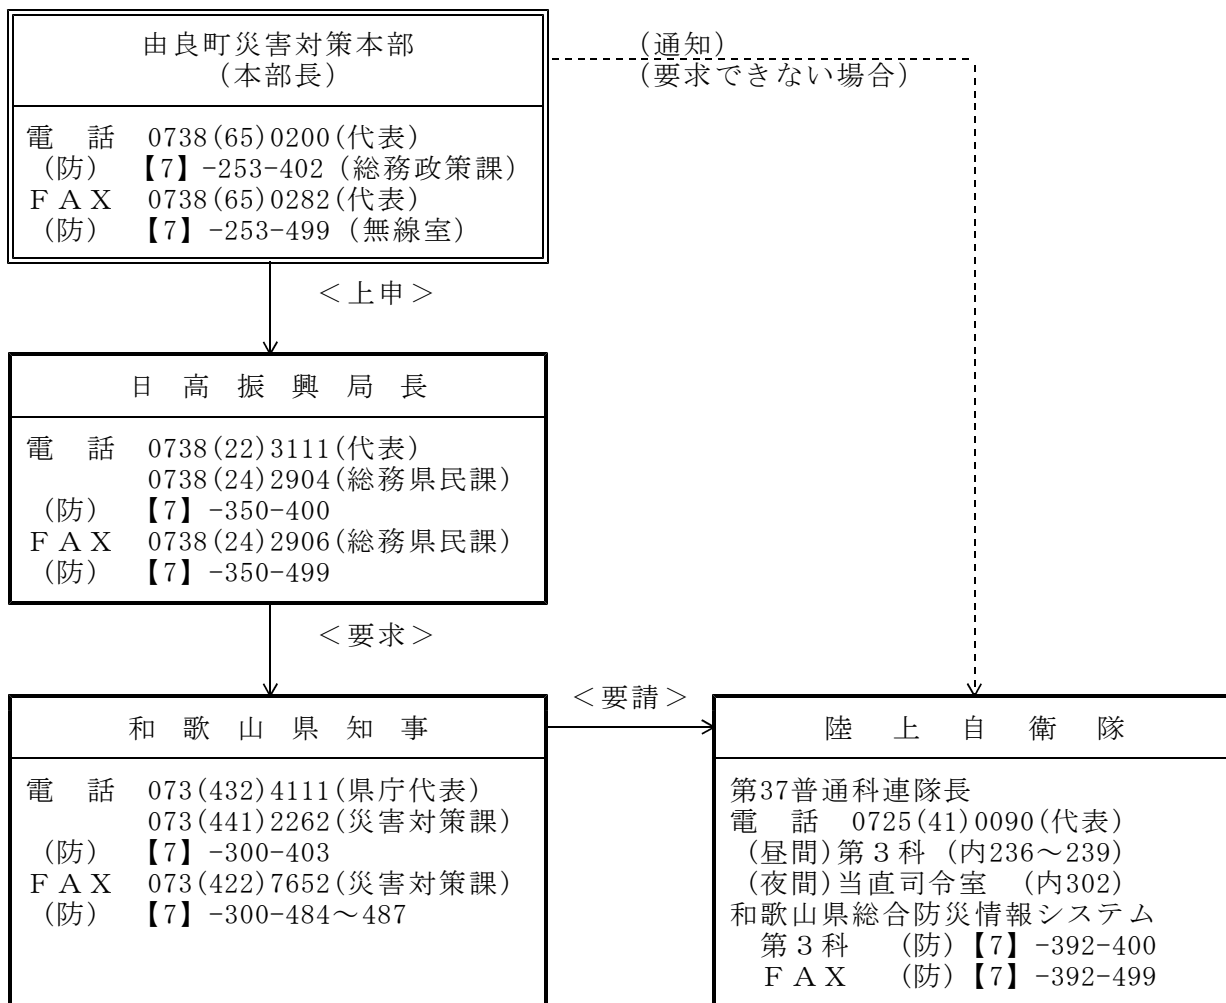 由良町災害対策本部
(本部長)
電　話　0738(65)0200(代表)
(防)　【7】-253-402 (総務政策課)
ＦＡＸ　0738(65)0282(代表)
(防)　【7】-253-499 (無線室)
(通知)
(要求できない場合)
＜上申＞
日　高　振　興　局　長
電　話　0738(22)3111(代表)
0738(24)2904(総務県民課)
(防)　【7】-350-400
ＦＡＸ　0738(24)2906(総務県民課)
(防)　【7】-350-499
＜要求＞
和　歌　山　県　知　事
電　話　073(432)4111(県庁代表)
073(441)2262(災害対策課)
(防)　【7】-300-403
ＦＡＸ　073(422)7652(災害対策課)
(防)　【7】-300-484～487
＜要請＞
陸　上　自　衛　隊
第37普通科連隊長
電　話　0725(41)0090(代表)
(昼間)第３科 (内236～239)
(夜間)当直司令室　(内302)
和歌山県総合防災情報システム
第３科　(防)【7】-392-400
ＦＡＸ　(防)【7】-392-499